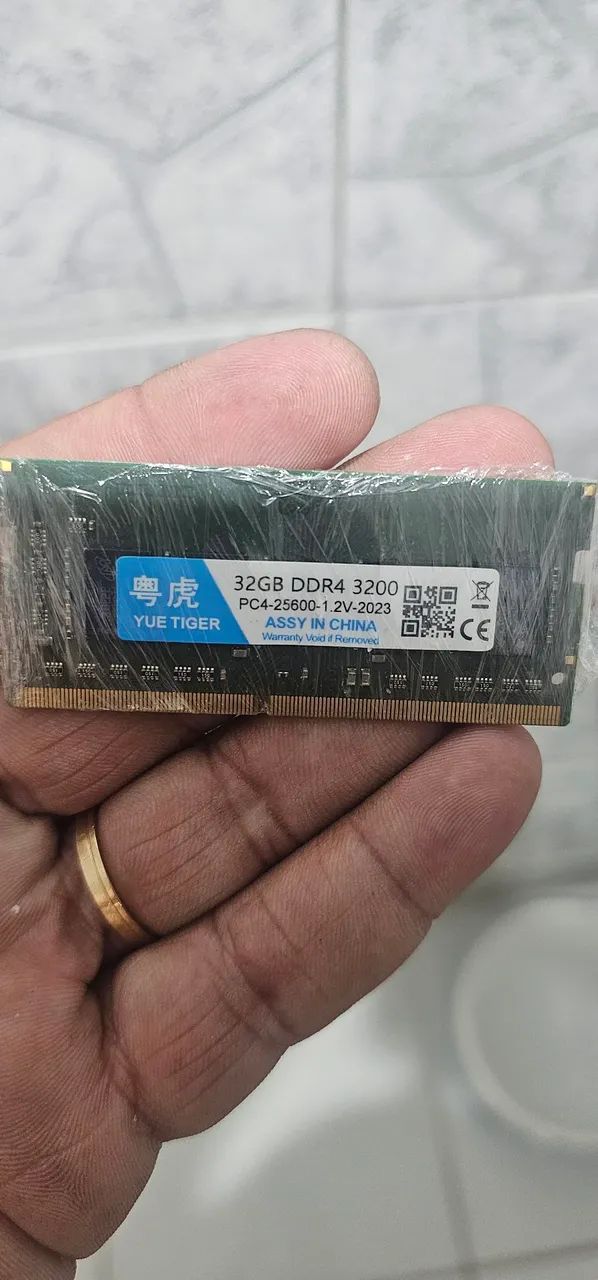 粤虎
YUE TIGER
32GB DDR4 3200
PC4-25600-1.2V-2023
ASSY IN CHINA
Warranty Void if Removed
CE